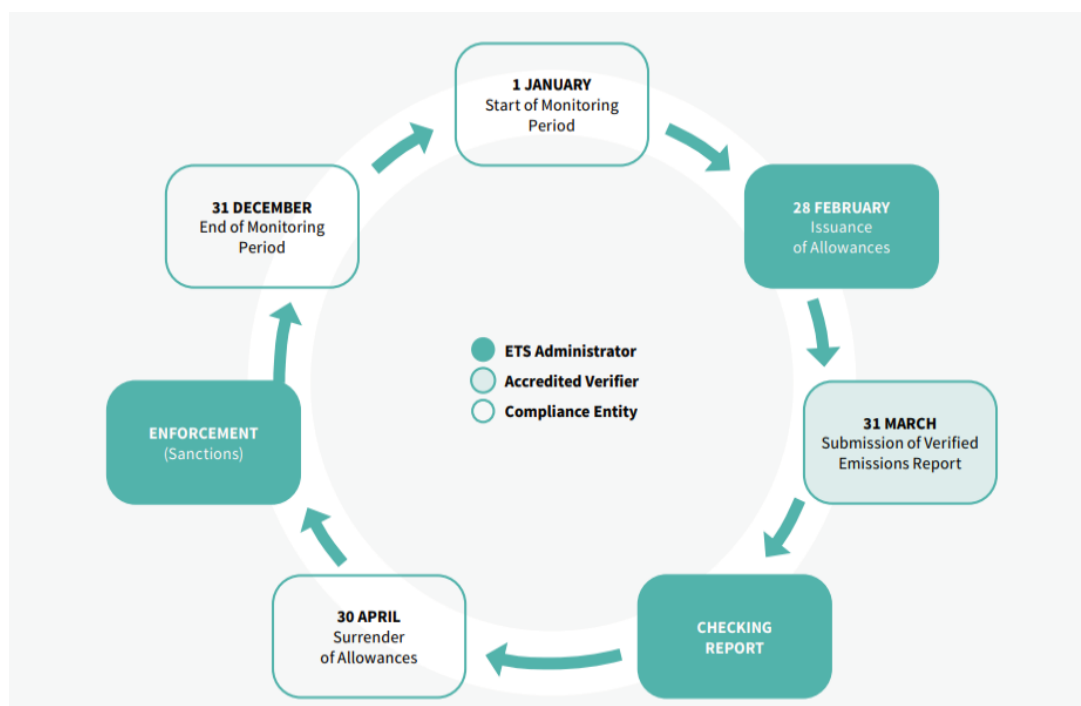 1 JANUARY
Start of Monitoring
Period
28 FEBRUARY
Issuance
of Allowances
31 MARCH
Submission of Verified
Emissions Report
CHECKING
REPORT
30 APRIL
Surrender
of Allowances
ENFORCEMENT
(Sanctions)
31 DECEMBER
End of Monitoring
Period
ETS Administrator
Accredited Verifier
Compliance Entity